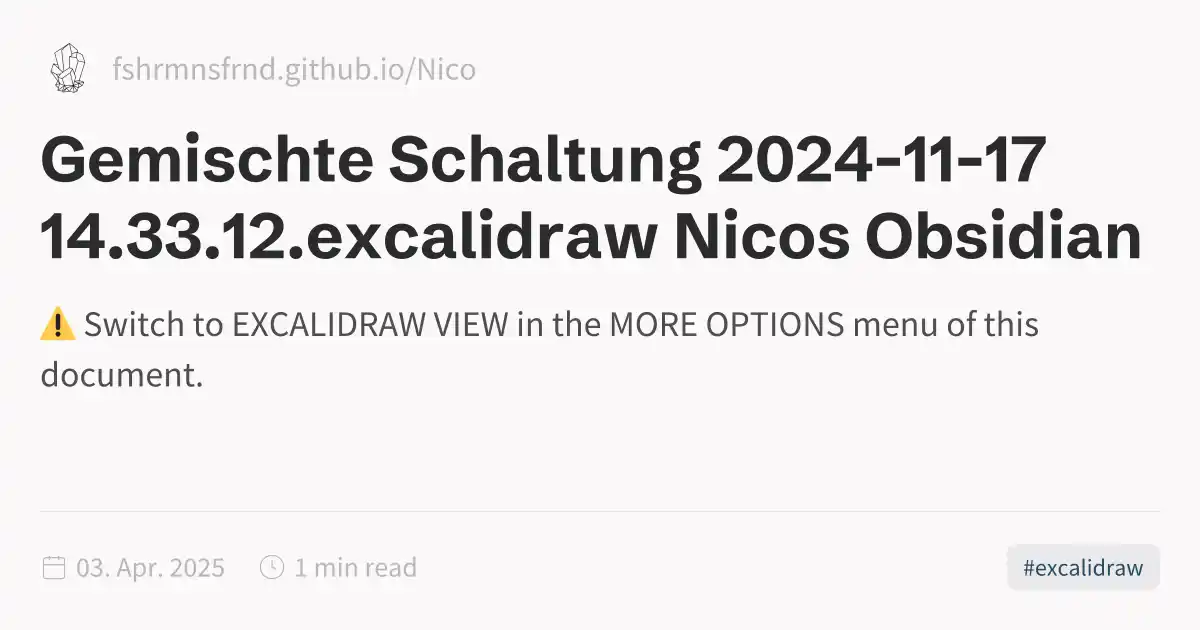 fshrmnsfrnd.github.io/Nico
Gemischte Schaltung 2024-11-17
14.33.12.excalidraw Nicos Obsidian
⚠️ Switch to EXCALIDRAW VIEW in the MORE OPTIONS menu of this
document.
03. Apr. 2025 1 min read #excalidraw